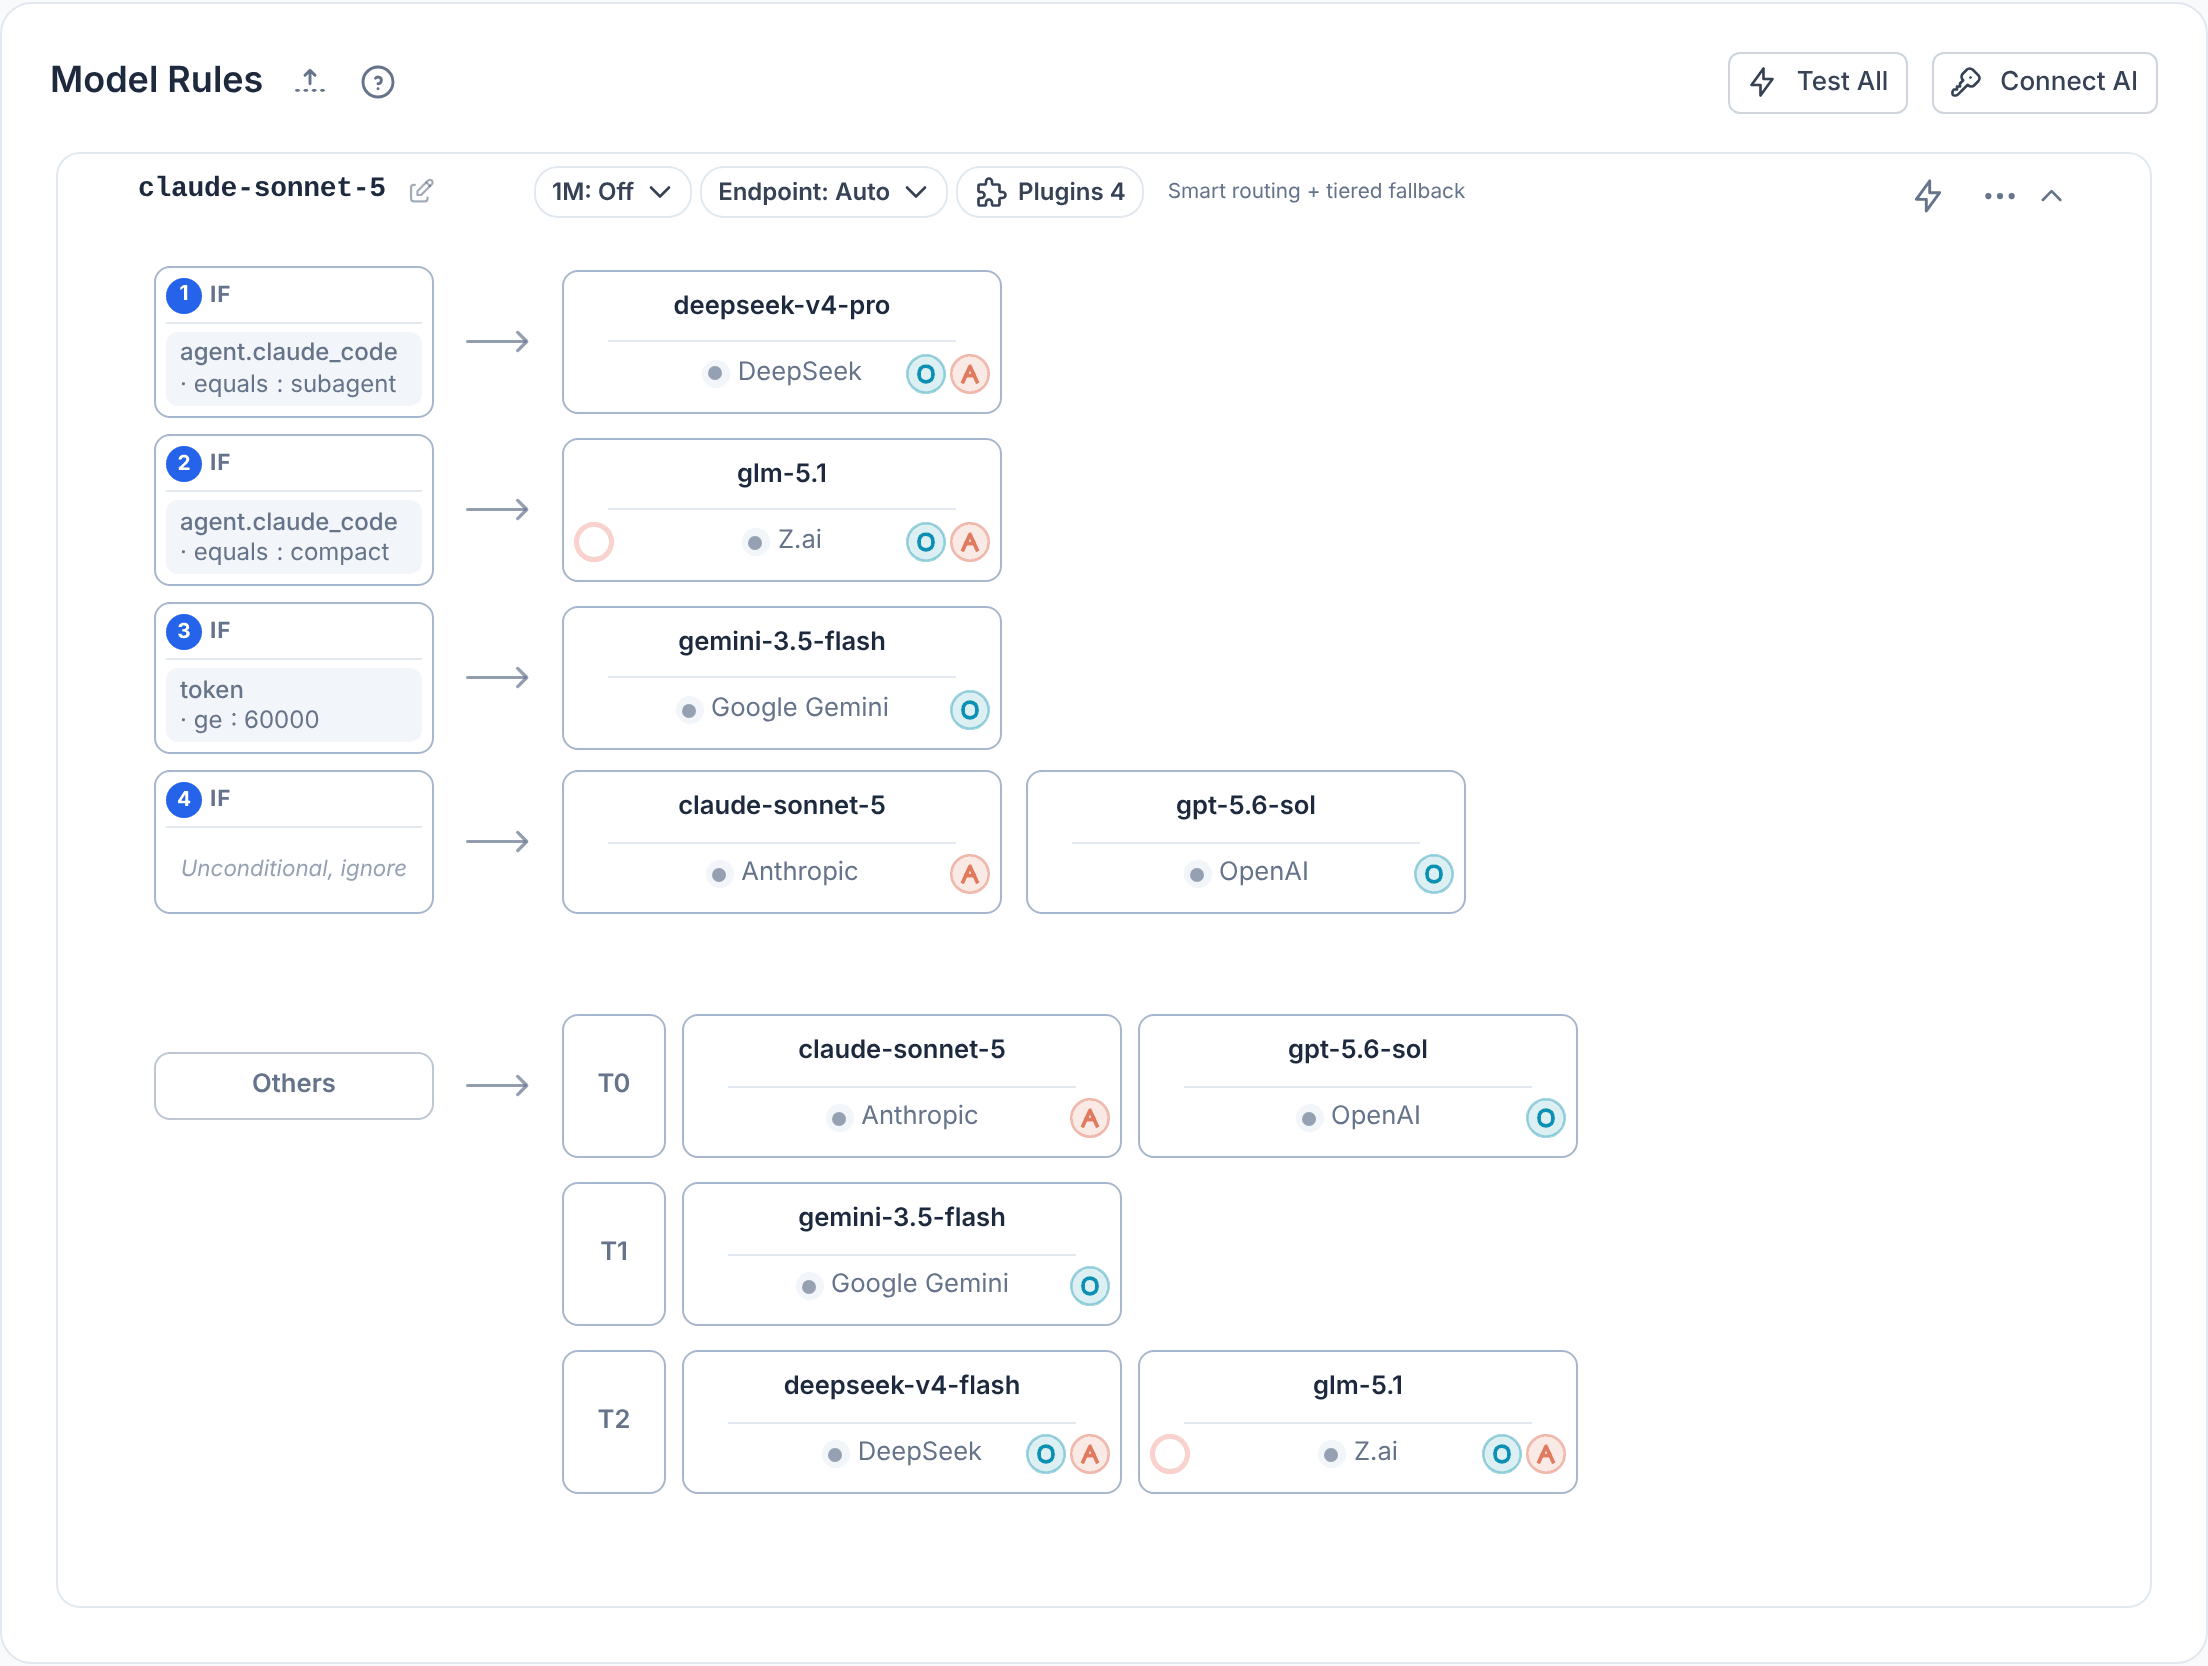 Model Rules
Test All
Connect AI
claude-sonnet-5
1M: Off
Endpoint: Auto
Plugins 4
Smart routing + tiered fallback
1 IF
agent.claude_code
· equals : subagent
deepseek-v4-pro
DeepSeek
O A
2 IF
agent.claude_code
· equals : compact
glm-5.1
Z.ai
O A
3 IF
token
· ge : 60000
gemini-3.5-flash
Google Gemini
O
4 IF
Unconditional, ignore
claude-sonnet-5
Anthropic
A
gpt-5.6-sol
OpenAI
O
Others
T0
claude-sonnet-5
Anthropic
A
gpt-5.6-sol
OpenAI
O
T1
gemini-3.5-flash
Google Gemini
O
T2
deepseek-v4-flash
DeepSeek
O A
glm-5.1
Z.ai
O A